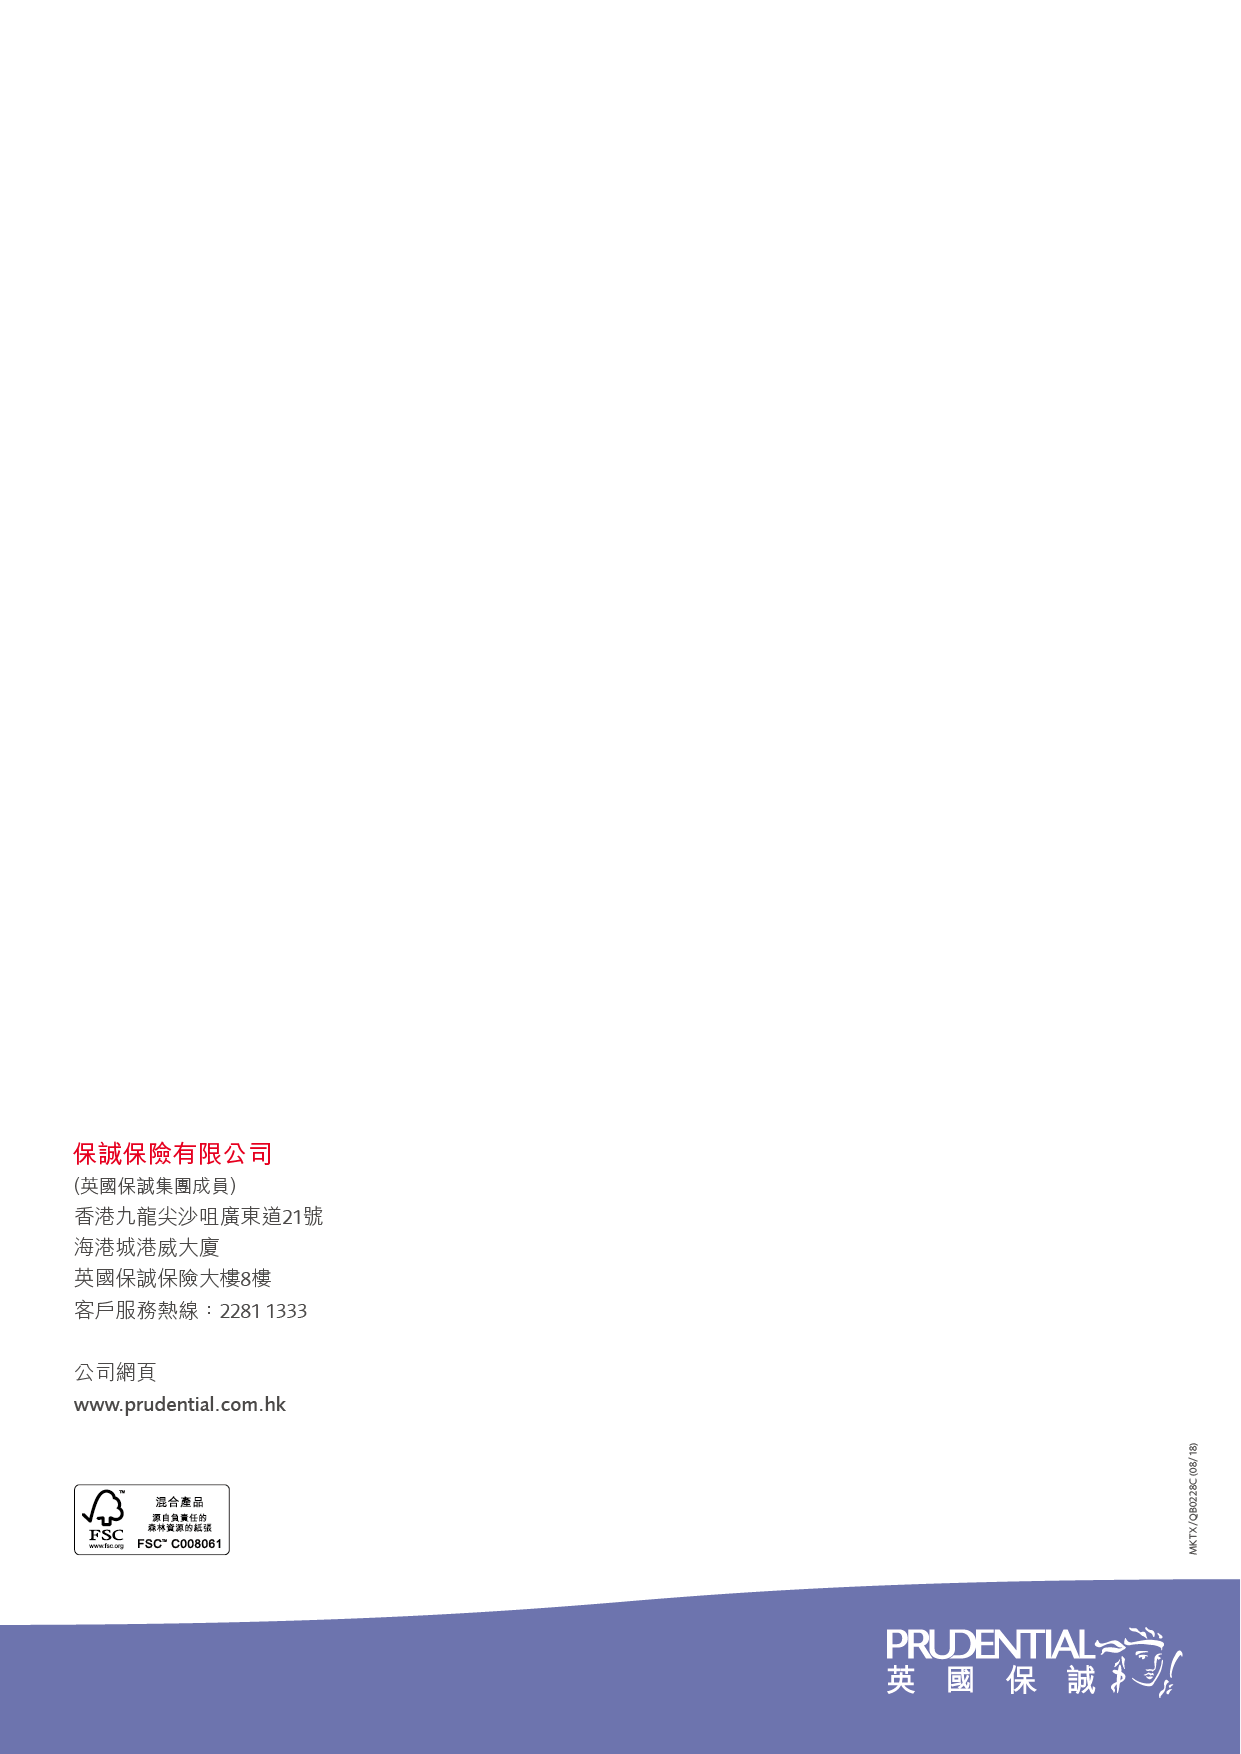 保誠保險有限公司
(英國保誠集團成員)
香港九龍尖沙咀廣東道21號
海港城港威大廈
英國保誠保險大樓8樓
客戶服務熱線：2281 1333
公司網頁
www.prudential.com.hk
MKTX/QB0228C (08/18)
FSC™
www.fsc.org
混合產品
源自負責任的
森林資源的紙張
FSC™ C008061
PRUDENTIAL
英國保誠